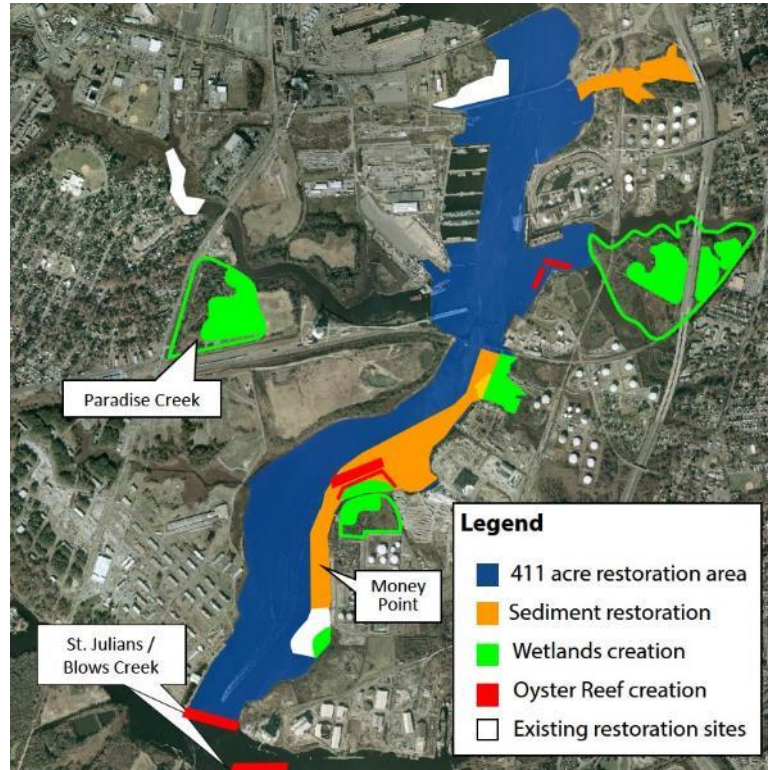 Paradise Creek
Money
Point
St. Julians /
Blows Creek
Legend
411 acre restoration area
Sediment restoration
Wetlands creation
Oyster Reef creation
Existing restoration sites